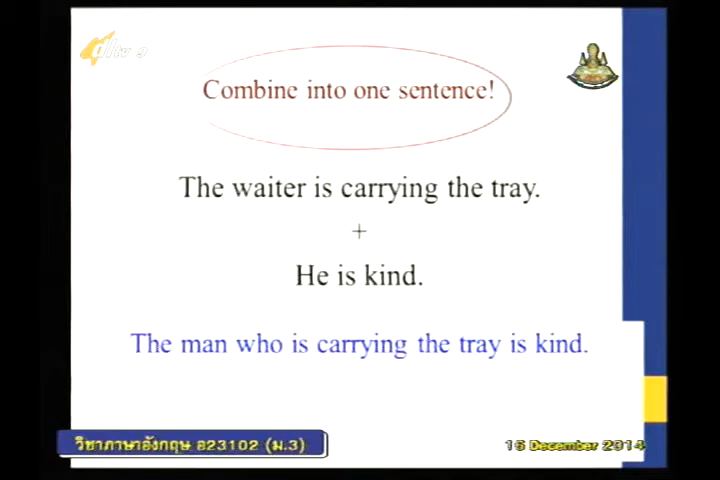 Combine into one sentence!
The waiter is carrying the tray.
+
He is kind.
The man who is carrying the tray is kind.
วิชาภาษาอังกฤษ อ23102 (ม.3)
16 December 2014